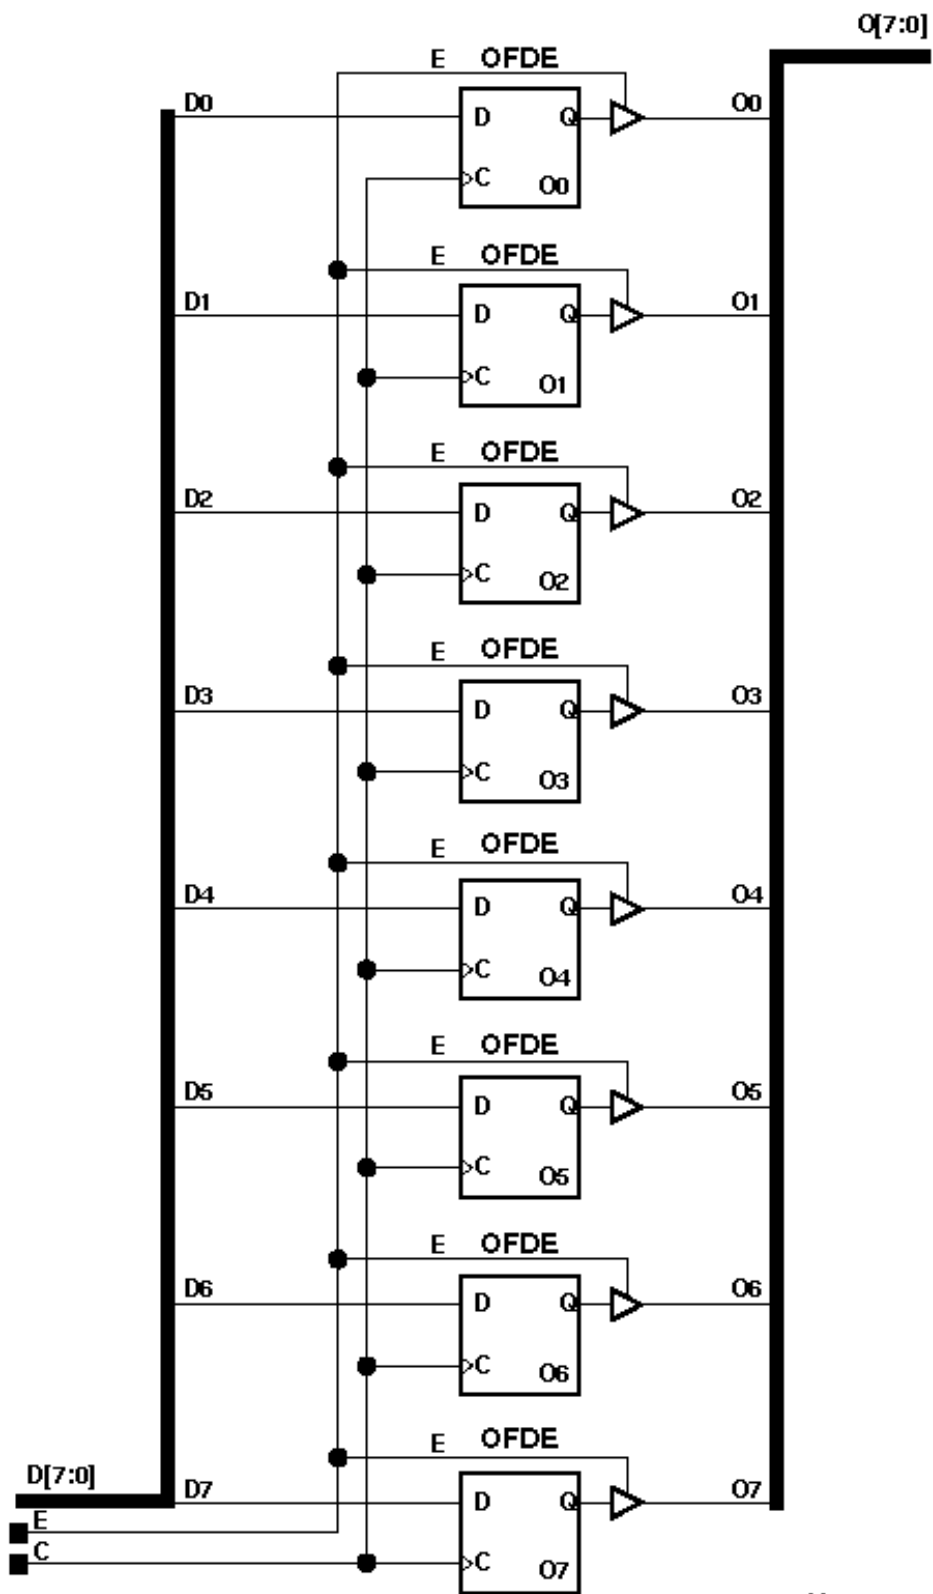 O[7:0]
E OFDE
D0 D Q O0
C O0
E OFDE
D1 D Q O1
C O1
E OFDE
D2 D Q O2
C O2
E OFDE
D3 D Q O3
C O3
E OFDE
D4 D Q O4
C O4
E OFDE
D5 D Q O5
C O5
E OFDE
D6 D Q O6
C O6
E OFDE
D[7:0] D7 D Q O7
E
C C O7